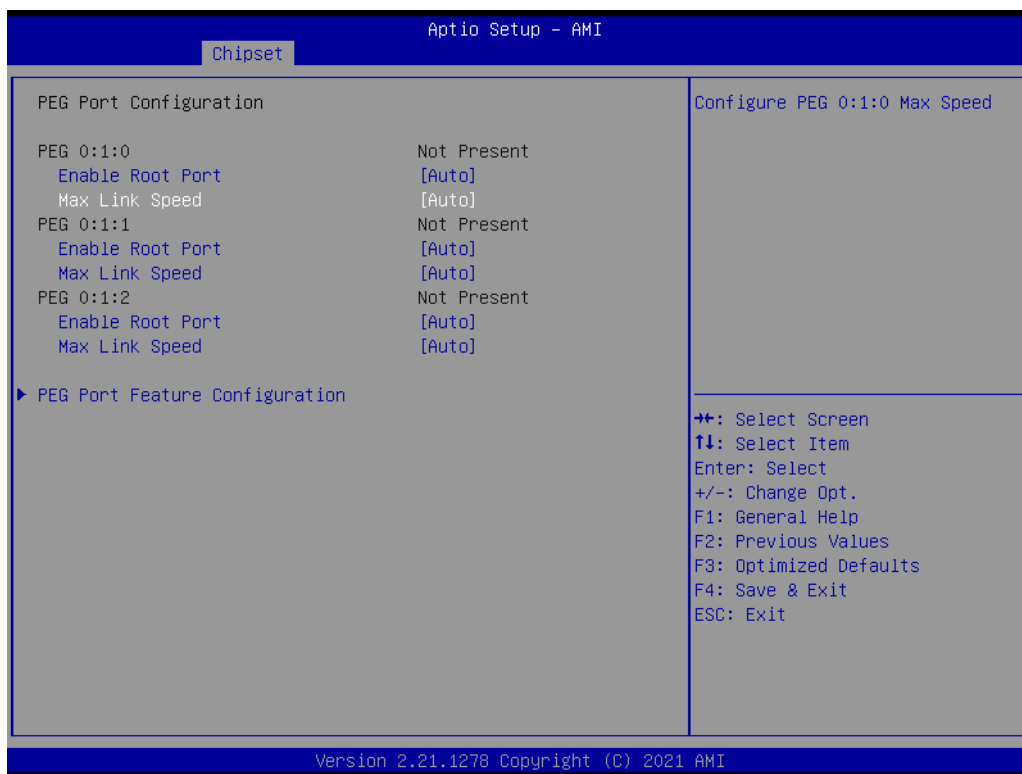 Aptio Setup – AMI
Chipset
PEG Port Configuration
PEG 0:1:0 Not Present
Enable Root Port [Auto]
Max Link Speed [Auto]
PEG 0:1:1 Not Present
Enable Root Port [Auto]
Max Link Speed [Auto]
PEG 0:1:2 Not Present
Enable Root Port [Auto]
Max Link Speed [Auto]
▶ PEG Port Feature Configuration
Configure PEG 0:1:0 Max Speed
→←: Select Screen
↑↓: Select Item
Enter: Select
+/-: Change Opt.
F1: General Help
F2: Previous Values
F3: Optimized Defaults
F4: Save & Exit
ESC: Exit
Version 2.21.1278 Copyright (C) 2021 AMI